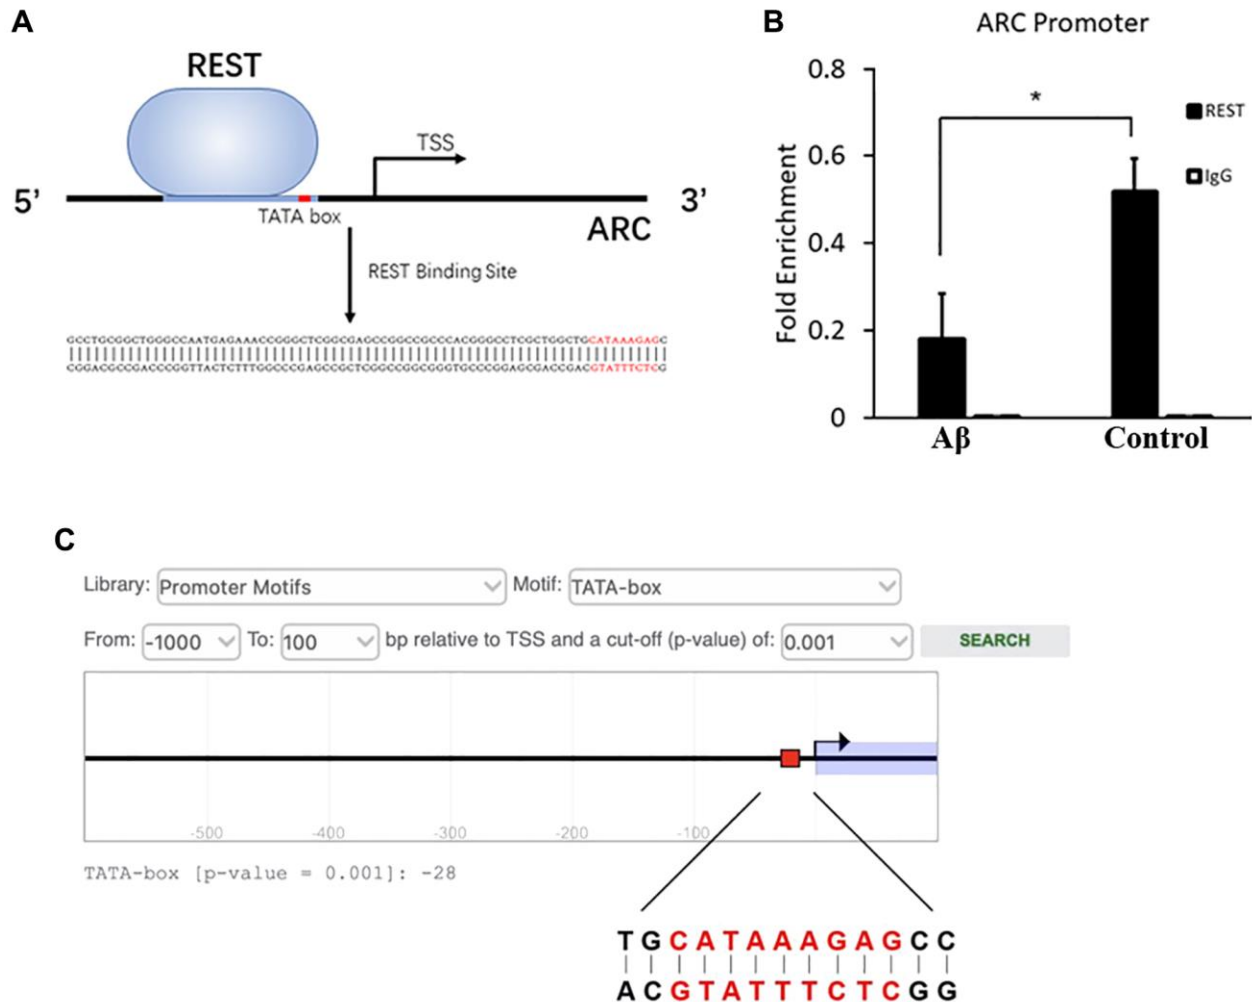 A
REST
TSS
5’
3’
TATA box
ARC
REST Binding Site
GCCTGCGGCTGGGCCAATGAGAAACCGGGCTCGGCGAGCCGGCCGCCCACGGGCCTCGCTGGCTGCATAAAGAGC
CGGACGCCGACCCGGTTACTCTTTGGCCCGAGCCGCTCGGCCGGCGGGTGCCCGGAGCGACCGACGTATTTCTCG
B
ARC Promoter
Fold Enrichment
0.8
0.6
0.4
0.2
0
*
REST
IgG
Aβ
Control
C
Library: Promoter Motifs Motif: TATA-box
From: -1000 To: 100 bp relative to TSS and a cut-off (p-value) of: 0.001 SEARCH
-500 -400 -300 -200 -100
TATA-box [p-value = 0.001]: -28
TGCATAAAGAGCC
ACGTATTTCTCGG